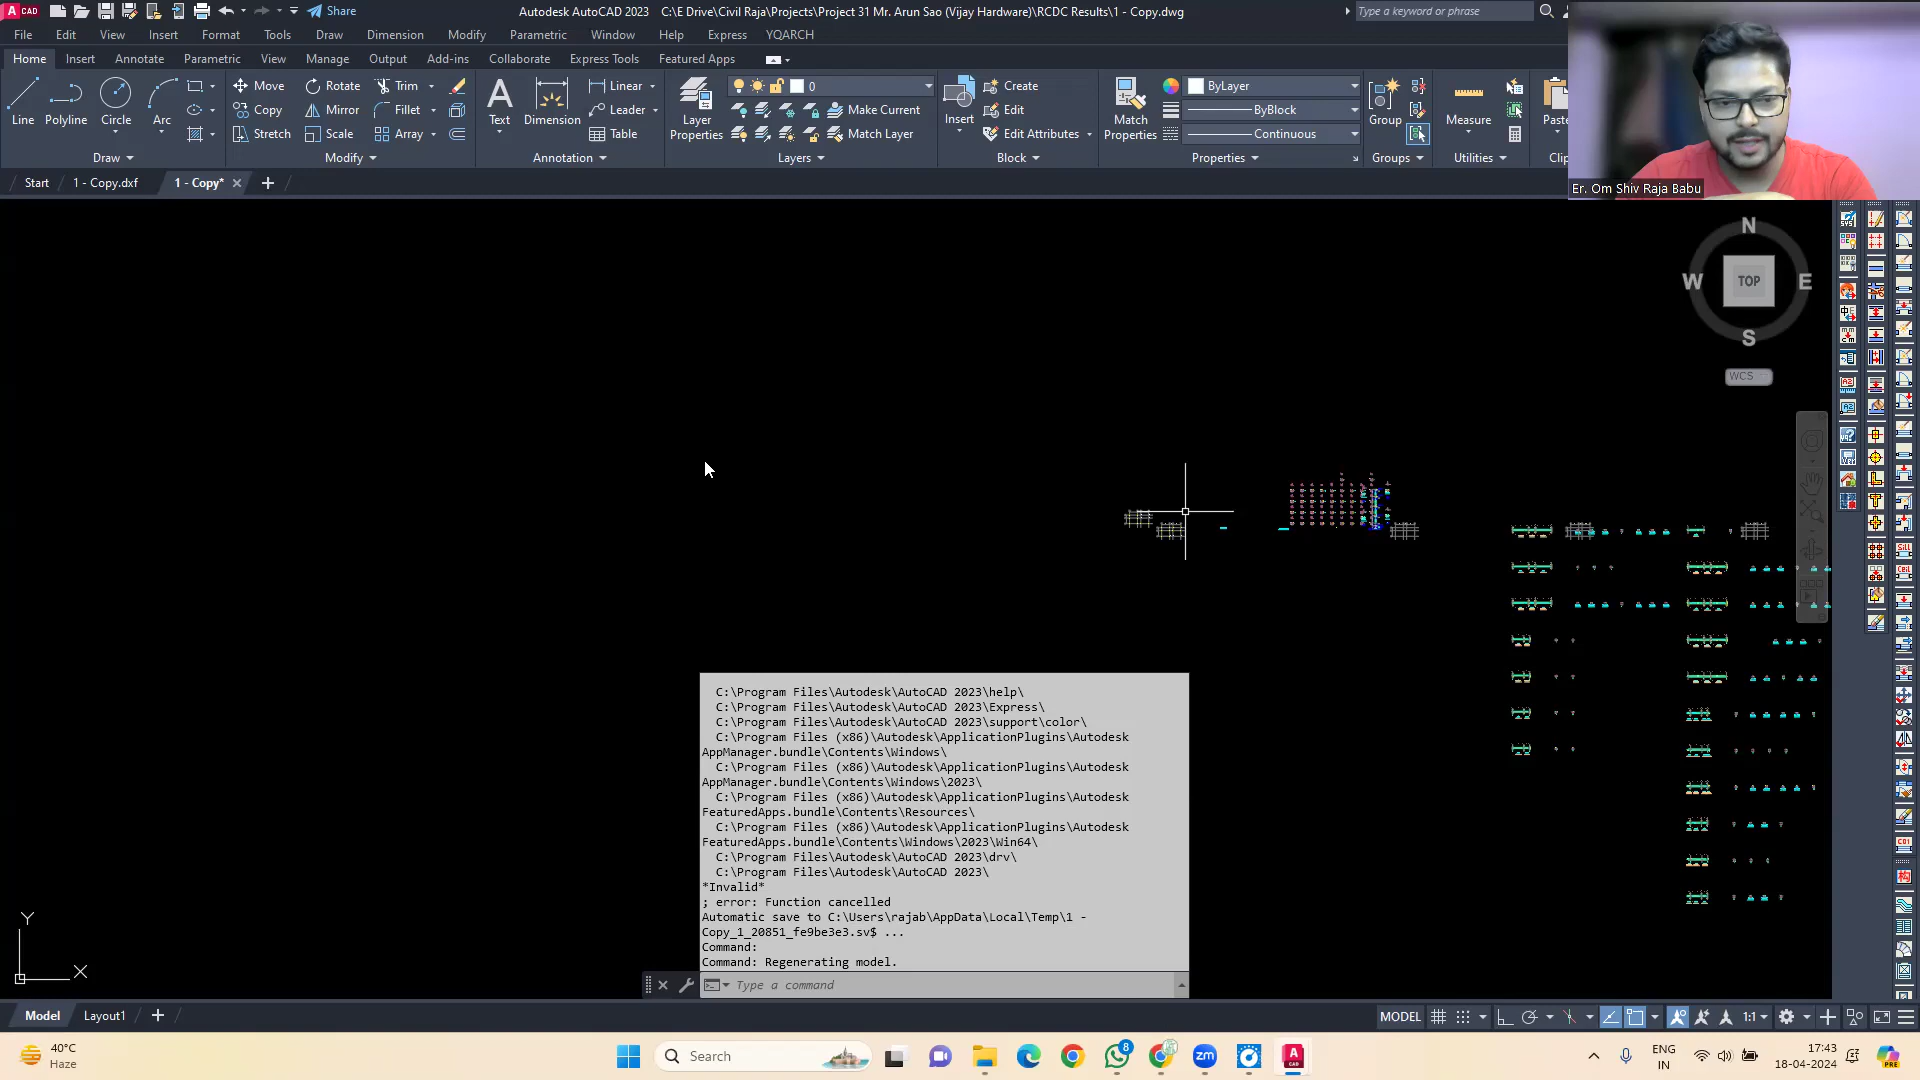 CAD
Share
Autodesk AutoCAD 2023 C:\E Drive\Civil Raja\Projects\Project 31 Mr. Arun Sao (Vijay Hardware)\RCDC Results\1 - Copy.dwg
Type a keyword or phrase
File Edit View Insert Format Tools Draw Dimension Modify Parametric Window Help Express YQARCH
Home Insert Annotate Parametric View Manage Output Add-ins Collaborate Express Tools Featured Apps
Line Polyline Circle Arc
Draw
Move Rotate Trim
Copy Mirror Fillet
Stretch Scale Array
Modify
Text Dimension
Linear
Leader
Table
Annotation
Layer Properties
0
Make Current
Match Layer
Layers
Insert
Create
Edit
Edit Attributes
Block
Match Properties
ByLayer
ByBlock
Continuous
Properties
Group
Groups
Measure
Utilities
Paste
Clip
Er. Om Shiv Raja Babu
Start 1 - Copy.dxf 1 - Copy*
N
W TOP E
S
WCS
C:\Program Files\Autodesk\AutoCAD 2023\help\
C:\Program Files\Autodesk\AutoCAD 2023\Express\
C:\Program Files\Autodesk\AutoCAD 2023\support\color\
C:\Program Files (x86)\Autodesk\ApplicationPlugins\Autodesk
AppManager.bundle\Contents\Windows\
C:\Program Files (x86)\Autodesk\ApplicationPlugins\Autodesk
AppManager.bundle\Contents\Windows\2023\
C:\Program Files (x86)\Autodesk\ApplicationPlugins\Autodesk
FeaturedApps.bundle\Contents\Resources\
C:\Program Files (x86)\Autodesk\ApplicationPlugins\Autodesk
FeaturedApps.bundle\Contents\Windows\2023\Win64\
C:\Program Files\Autodesk\AutoCAD 2023\drv\
C:\Program Files\Autodesk\AutoCAD 2023\
*Invalid*
; error: Function cancelled
Automatic save to C:\Users\rajab\AppData\Local\Temp\1 -
Copy_1_20851_fe9be3e3.sv$ ...
Command:
Command: Regenerating model.
Type a command
Y
X
Model Layout1
MODEL
1:1
40°C
Haze
Search
8
zm
ENG
IN
17:43
18-04-2024